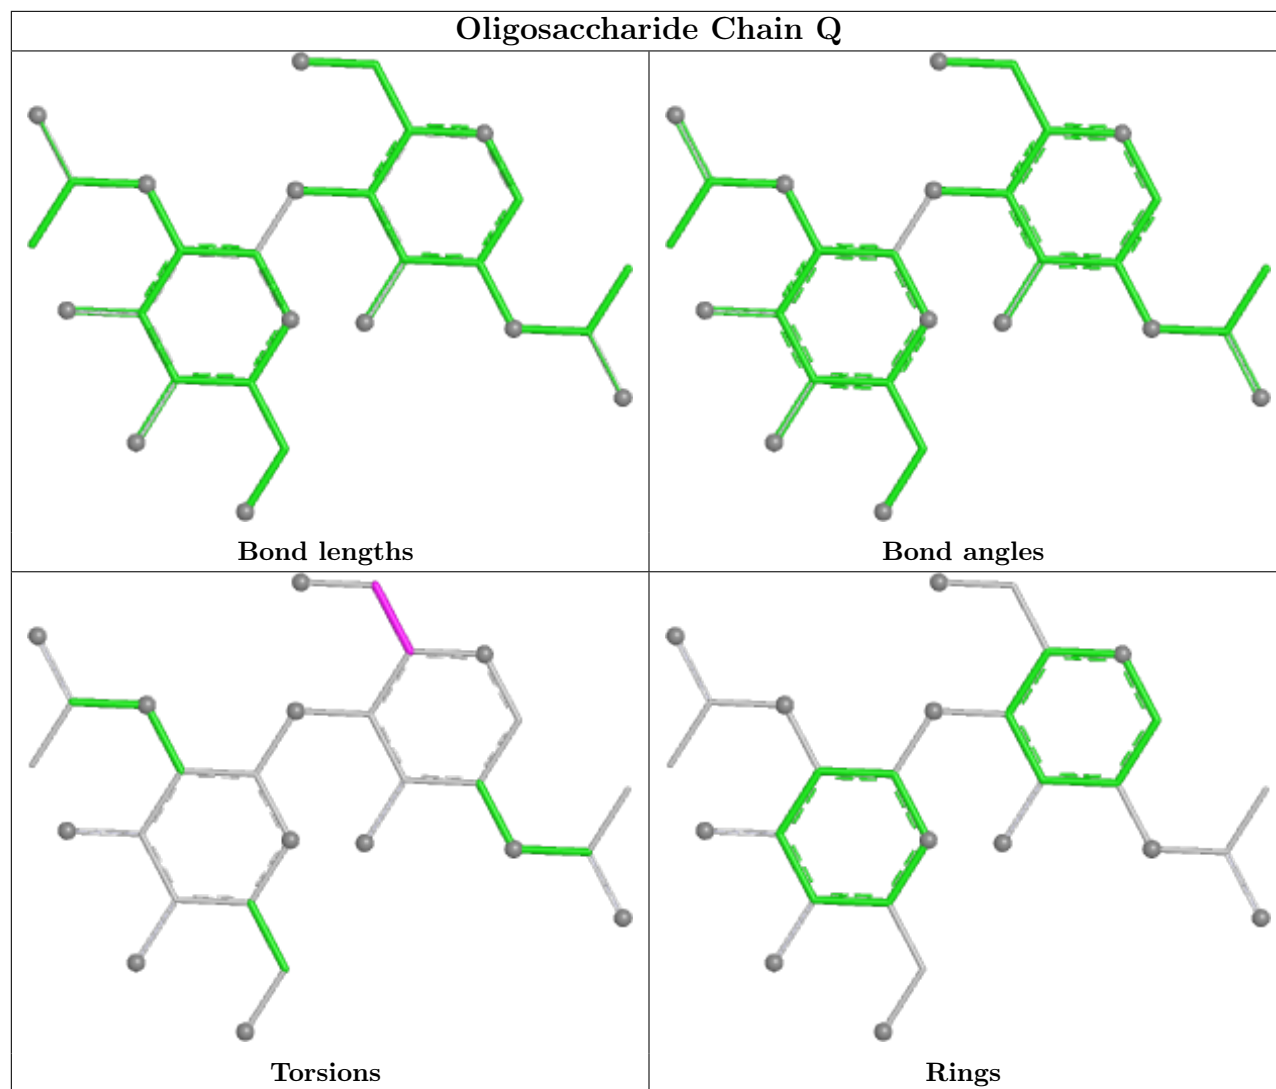 Oligosaccharide Chain Q
Bond lengths
Bond angles
Torsions
Rings